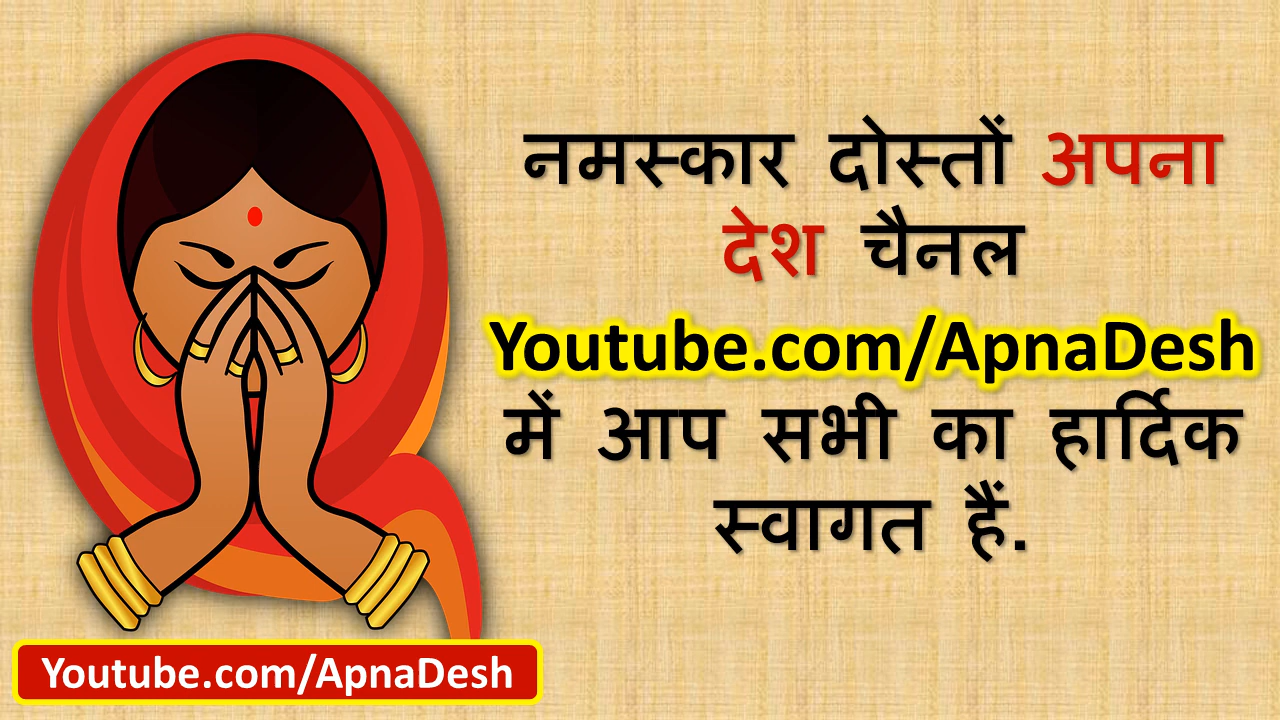 नमस्कार दोस्तों अपना
देश चैनल
Youtube.com/ApnaDesh
में आप सभी का हार्दिक
स्वागत हैं.
Youtube.com/ApnaDesh